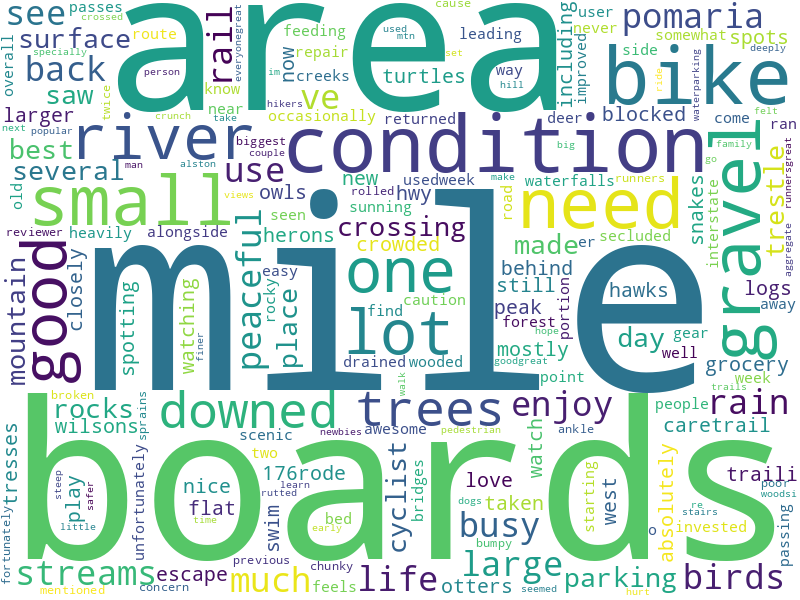 overall
see
passes
crossed
route
surface
specially
back
saw
person
larger
twice
next
popular
best
crunch
man
several
alston
old
couple
reviewer
heavily
alongside
area
rail
know
near
everyonegreat
feeding
repair
now
creeks
ve
occasionally
take
biggest
used
mtn
im
set
hikers
cause
leading
way
hill
turtles
returned
deer
including
improved
user
never
side
blocked
big
pomaria
somewhat
spots
deeply
ride
waterparking
bike
come
felt
family
ran
runnersgreat
river
condition
use
owls
new
hwy
usedweek
waterfalls
make
rolled
views
seen
sunning
herons
crossing
crowded
road
runners
go
snakes
interstate
trestle
aggregate
small
need
gravel
good
closely
mountain
spotting
watching
peaceful
easy
rocky
place
one
find
caution
lot
made
er
secluded
behind
still
peak
forest
hope
portion
hawks
mostly
day
gear
well
logs
away
grocery
week
trails
mile
drained
wooded
goodgreat
walk
point
finer
broken
rocks
wilsons
sprains
downed
trees
enjoy
people
rain
caretrail
scenic
newbies
awesome
pedestrian
ankle
two
boards
tresses
fortunately
steep
safer
play
little
unfortunately
nice
flat
176rode
learn
rutted
time
bed
swim
cyclist
bridges
love
dogs
watch
taken
early
bumpy
busy
starting
west
absolutely
invested
o
re
stairs
traili
poor
woodsi
passing
streams
mentioned
escape
concern
much
previous
chunky
feels
life
otters
seemed
large
hurt
parking
birds